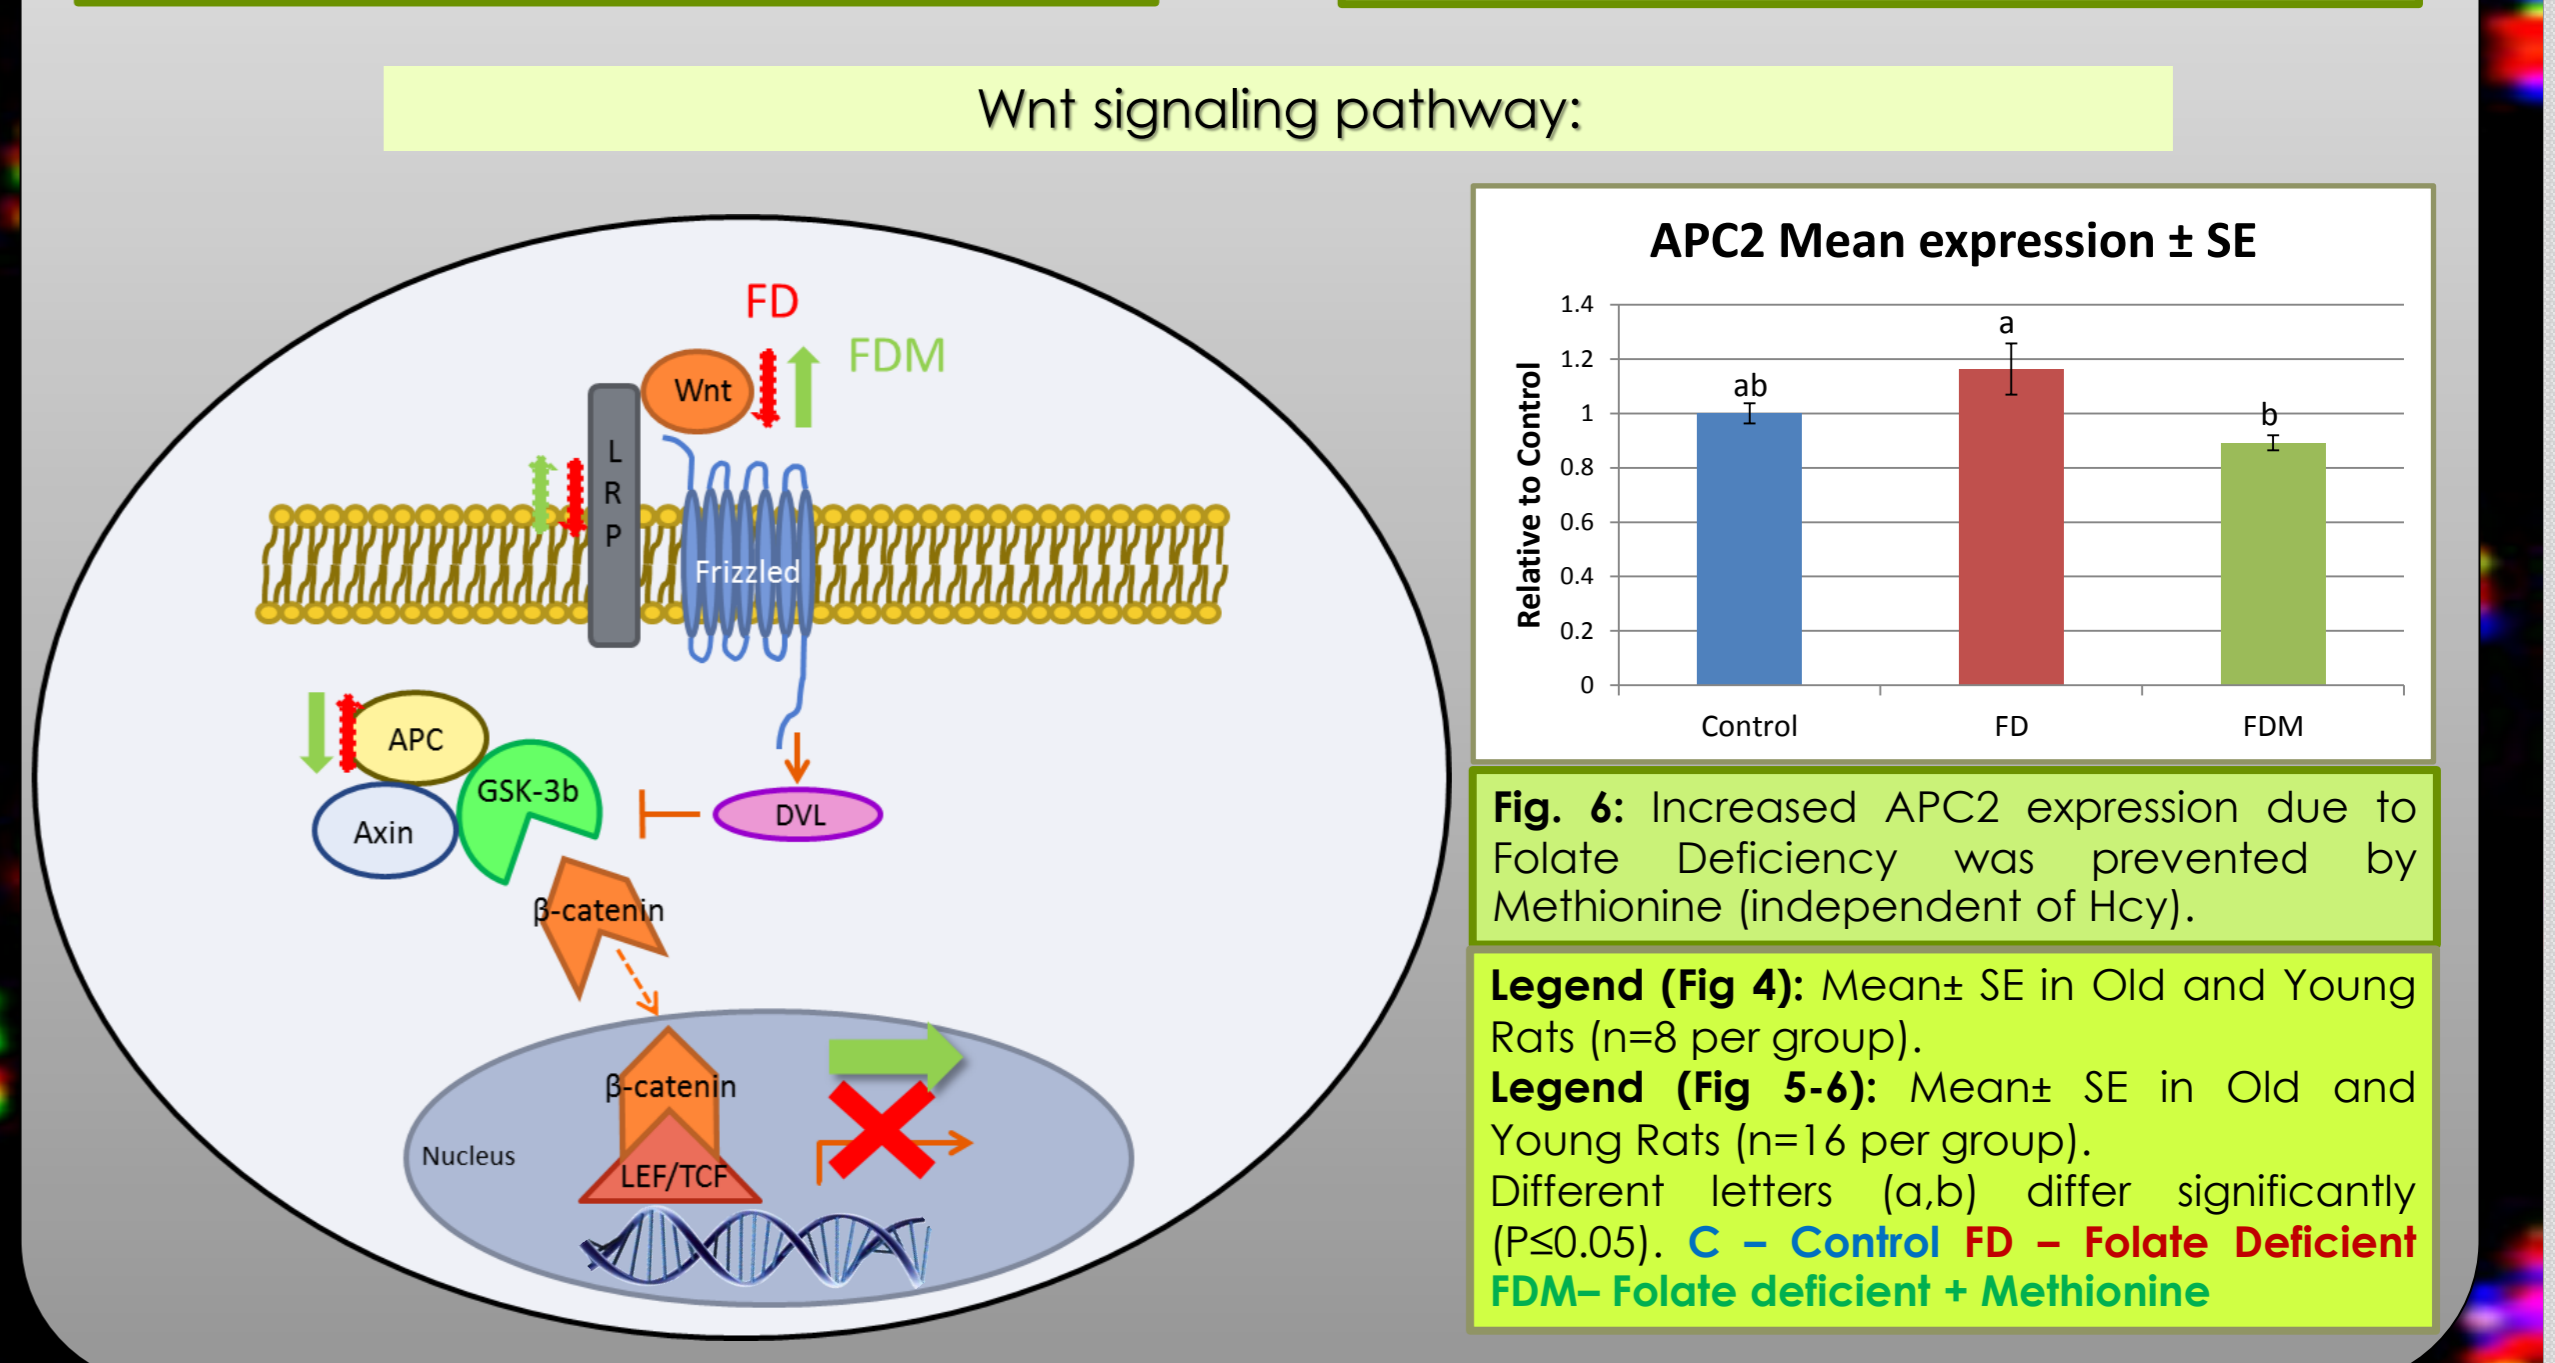 Wnt signaling pathway:
FD
FDM
Wnt
L
R
P
Frizzled
APC
GSK-3b
Axin
DVL
β-catenin
β-catenin
Nucleus
LEF/TCF
APC2 Mean expression ± SE
Relative to Control
1.4
1.2
1
0.8
0.6
0.4
0.2
0
ab
a
b
Control
FD
FDM
Fig. 6: Increased APC2 expression due to
Folate Deficiency was prevented by
Methionine (independent of Hcy).
Legend (Fig 4): Mean± SE in Old and Young
Rats (n=8 per group).
Legend (Fig 5-6): Mean± SE in Old and
Young Rats (n=16 per group).
Different letters (a,b) differ significantly
(P≤0.05). C – Control FD – Folate Deficient
FDM– Folate deficient + Methionine